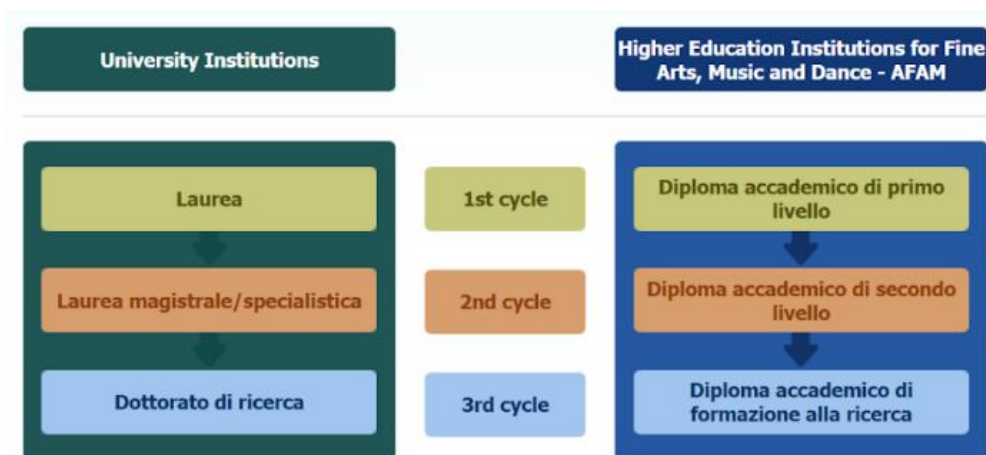 University Institutions
Higher Education Institutions for Fine
Arts, Music and Dance - AFAM
Laurea
1st cycle
Diploma accademico di primo
livello
Laurea magistrale/specialistica
2nd cycle
Diploma accademico di secondo
livello
Dottorato di ricerca
3rd cycle
Diploma accademico di
formazione alla ricerca